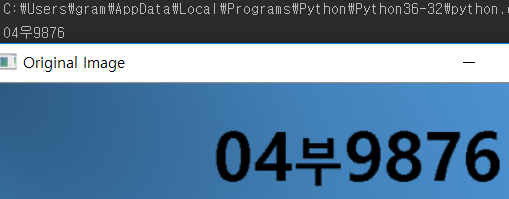 C:₩Users₩gram₩AppData₩Local₩Programs₩Python₩Python36-32₩python.
04우9876
Original Image
04부9876